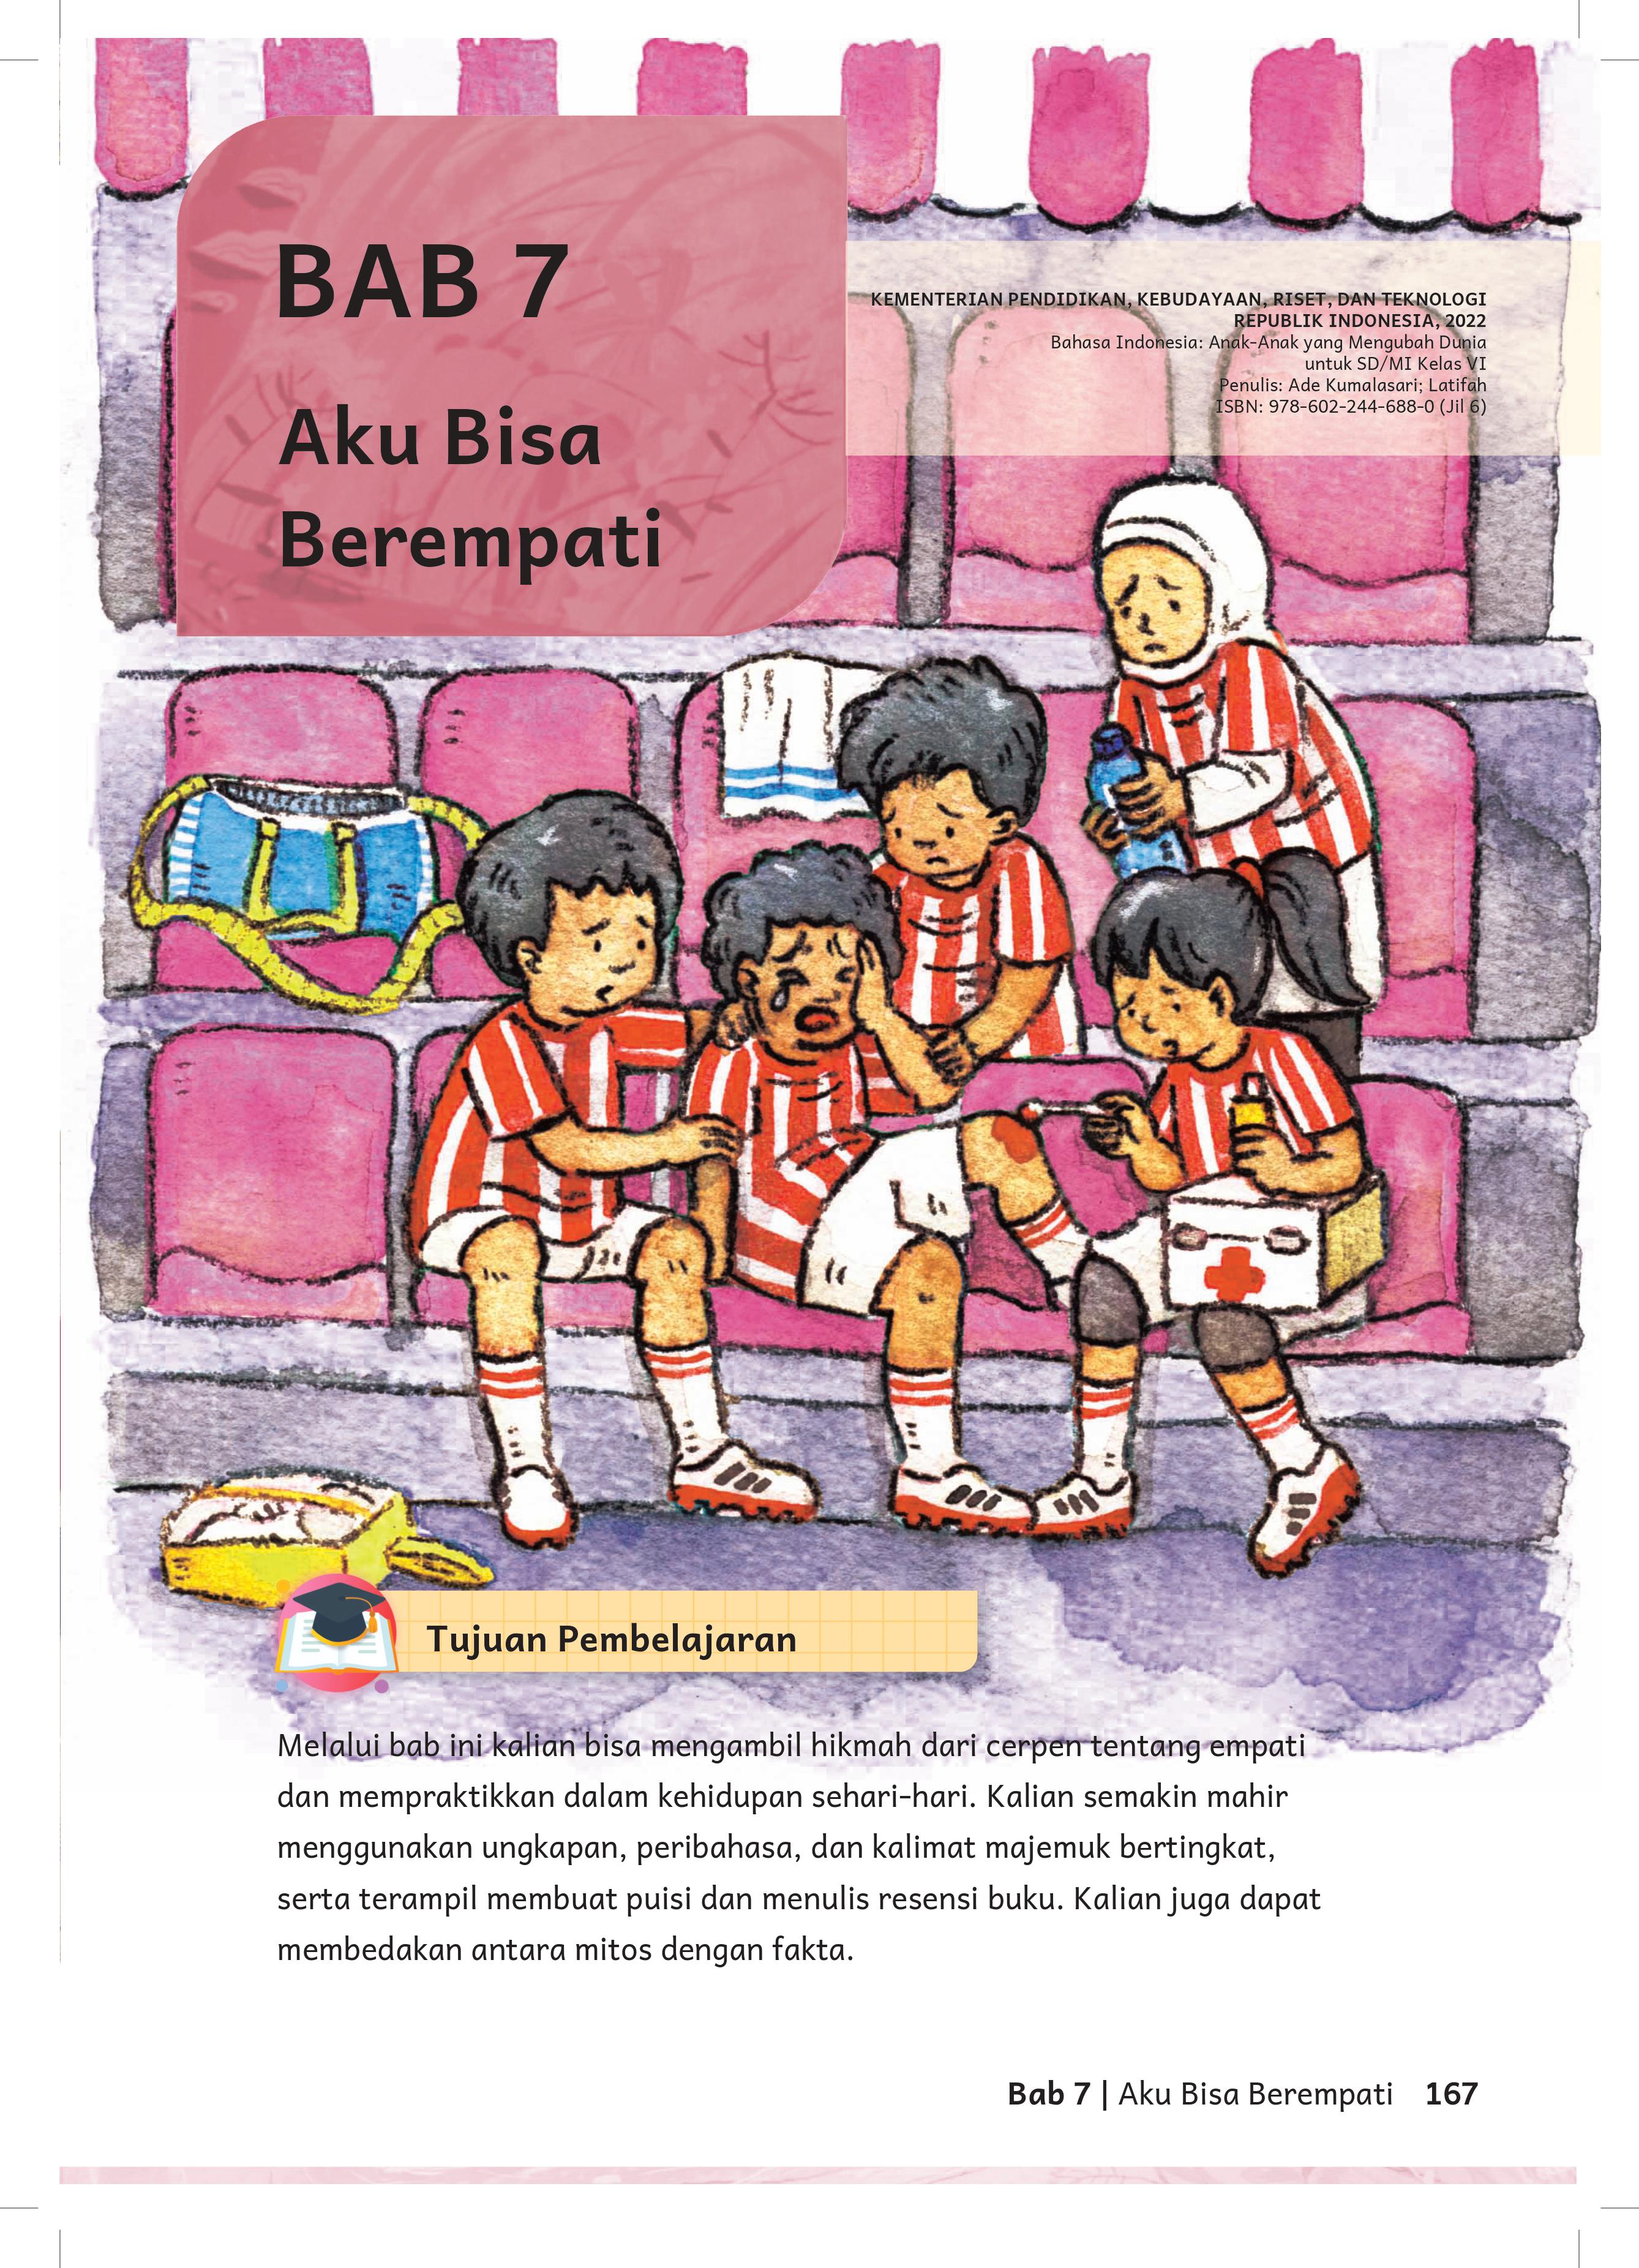 BAB 7
Aku Bisa
Berempati
KEMENTERIAN PENDIDIKAN, KEBUDAYAAN, RISET, DAN TEKNOLOGI
REPUBLIK INDONESIA, 2022
Bahasa Indonesia: Anak-Anak yang Mengubah Dunia
untuk SD/MI Kelas VI
Penulis: Ade Kumalasari; Latifah
ISBN: 978-602-244-688-0 (Jil 6)
Tujuan Pembelajaran
Melalui bab ini kalian bisa mengambil hikmah dari cerpen tentang empati
dan mempraktikkan dalam kehidupan sehari-hari. Kalian semakin mahir
menggunakan ungkapan, peribahasa, dan kalimat majemuk bertingkat,
serta terampil membuat puisi dan menulis resensi buku. Kalian juga dapat
membedakan antara mitos dengan fakta.
Bab 7 | Aku Bisa Berempati 167